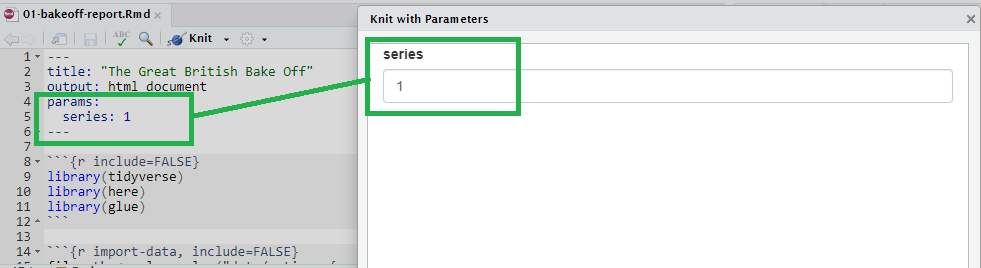 01-bakeoff-report.Rmd
Knit with Parameters
ABC
Knit
series
1
1 ---
2 title: "The Great British Bake Off"
3 output: html_document
4 params:
5 series: 1
6 ---
7
8 ```{r include=FALSE}
9 library(tidyverse)
10 library(here)
11 library(glue)
12 ```
13
14 ```{r import-data, include=FALSE}
15